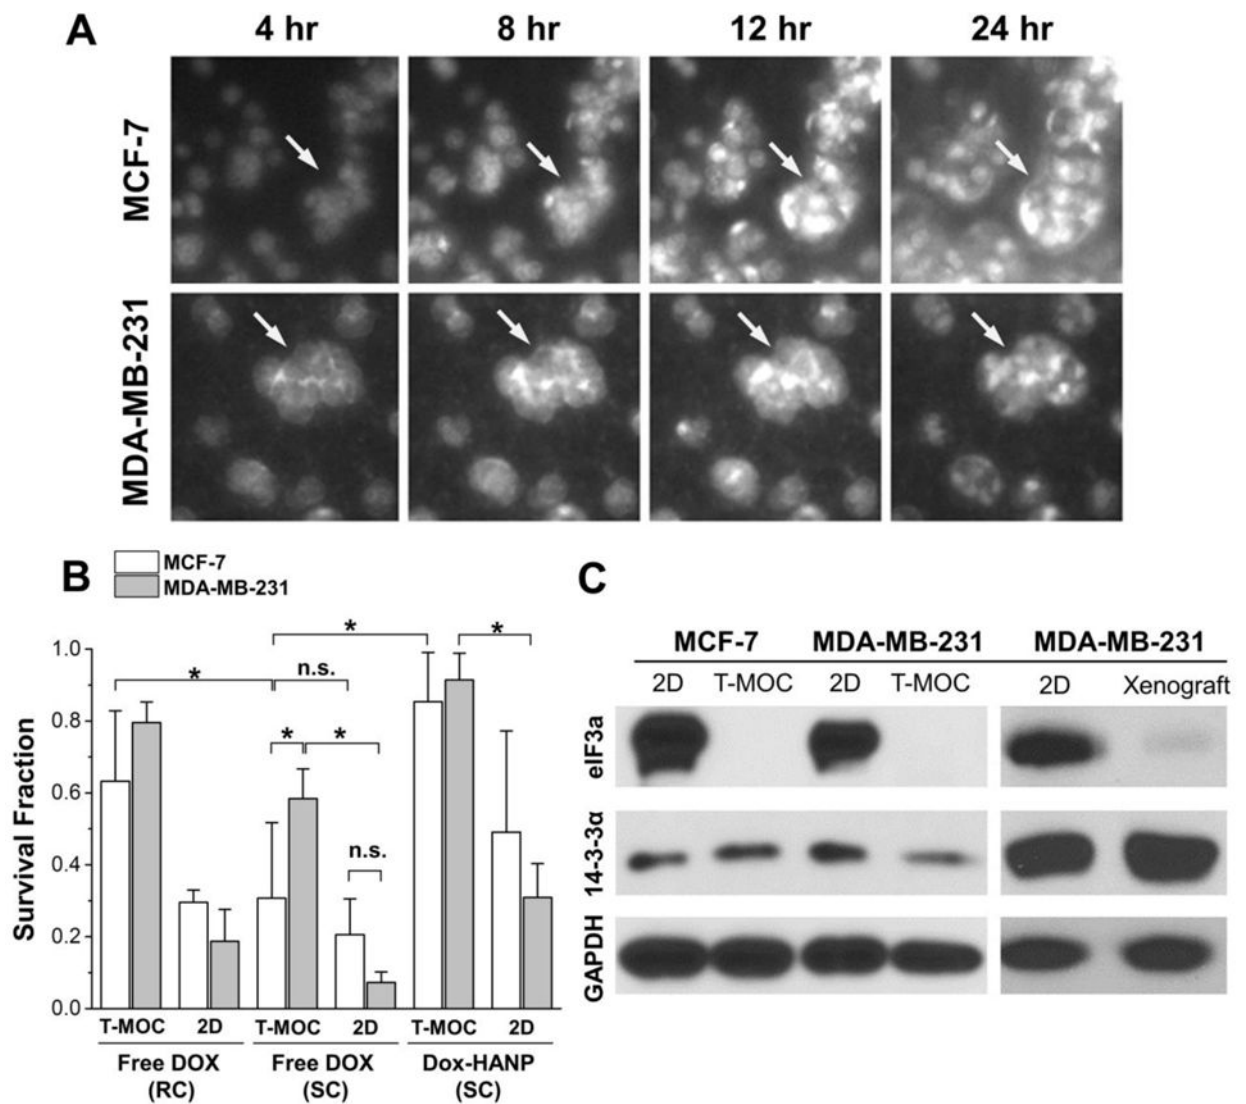 A
4 hr 8 hr 12 hr 24 hr
MCF-7
MDA-MB-231
B
MCF-7
MDA-MB-231
Survival Fraction
1.0
0.8
0.6
0.4
0.2
0.0
*
*
n.s.
*
*
n.s.
*
T-MOC 2D T-MOC 2D T-MOC 2D
Free DOX Free DOX Dox-HANP
(RC) (SC) (SC)
C
MCF-7 MDA-MB-231 MDA-MB-231
2D T-MOC 2D T-MOC 2D Xenograft
eIF3a
14-3-3α
GAPDH